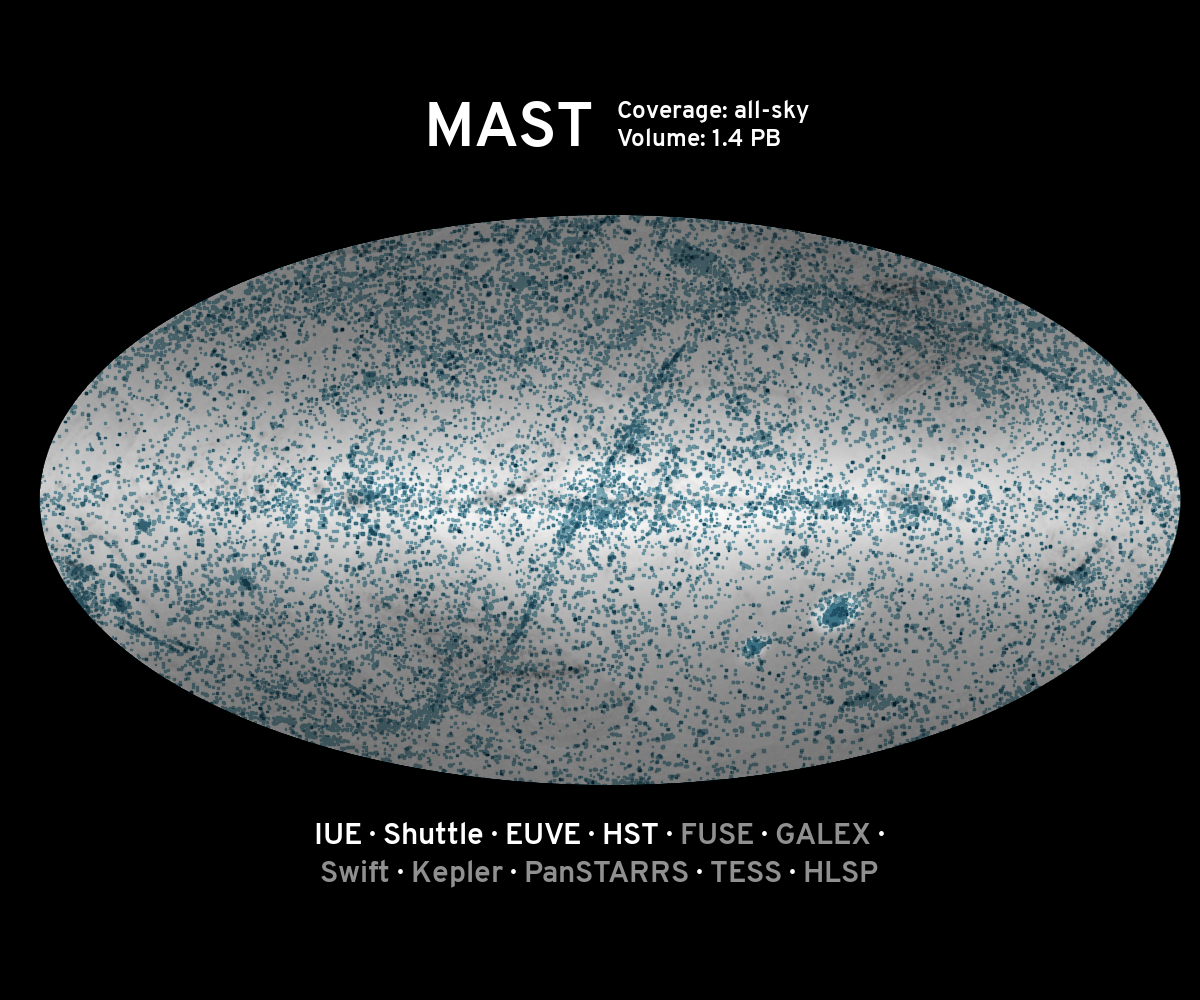 MAST
Coverage: all-sky
Volume: 1.4 PB
IUE · Shuttle · EUVE · HST · FUSE · GALEX ·
Swift · Kepler · PanSTARRS · TESS · HLSP